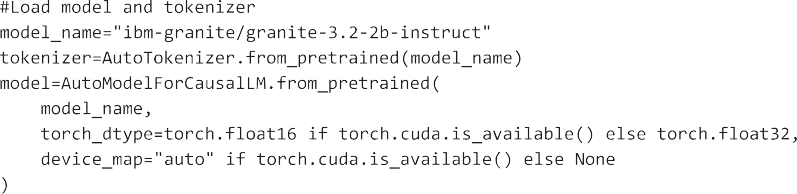 #Load model and tokenizer
model_name="ibm-granite/granite-3.2-2b-instruct"
tokenizer=AutoTokenizer.from_pretrained(model_name)
model=AutoModelForCausalLM.from_pretrained(
    model_name,
    torch_dtype=torch.float16 if torch.cuda.is_available() else torch.float32,
    device_map="auto" if torch.cuda.is_available() else None
)